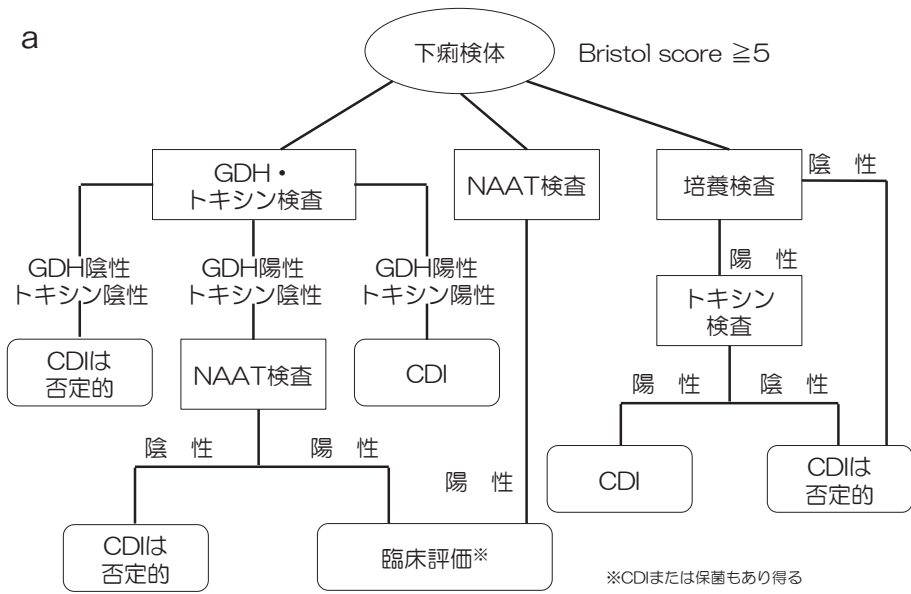 a
下痢検体
Bristol score ≧5
GDH・
トキシン検査
NAAT検査
培養検査
陰 性
GDH陰性
トキシン陰性
GDH陽性
トキシン陰性
GDH陽性
トキシン陽性
陽 性
トキシン
検査
CDIは
否定的
NAAT検査
CDI
陽 性
陰 性
陰 性
陽 性
陽 性
CDI
CDIは
否定的
CDIは
否定的
臨床評価※
※CDIまたは保菌もあり得る